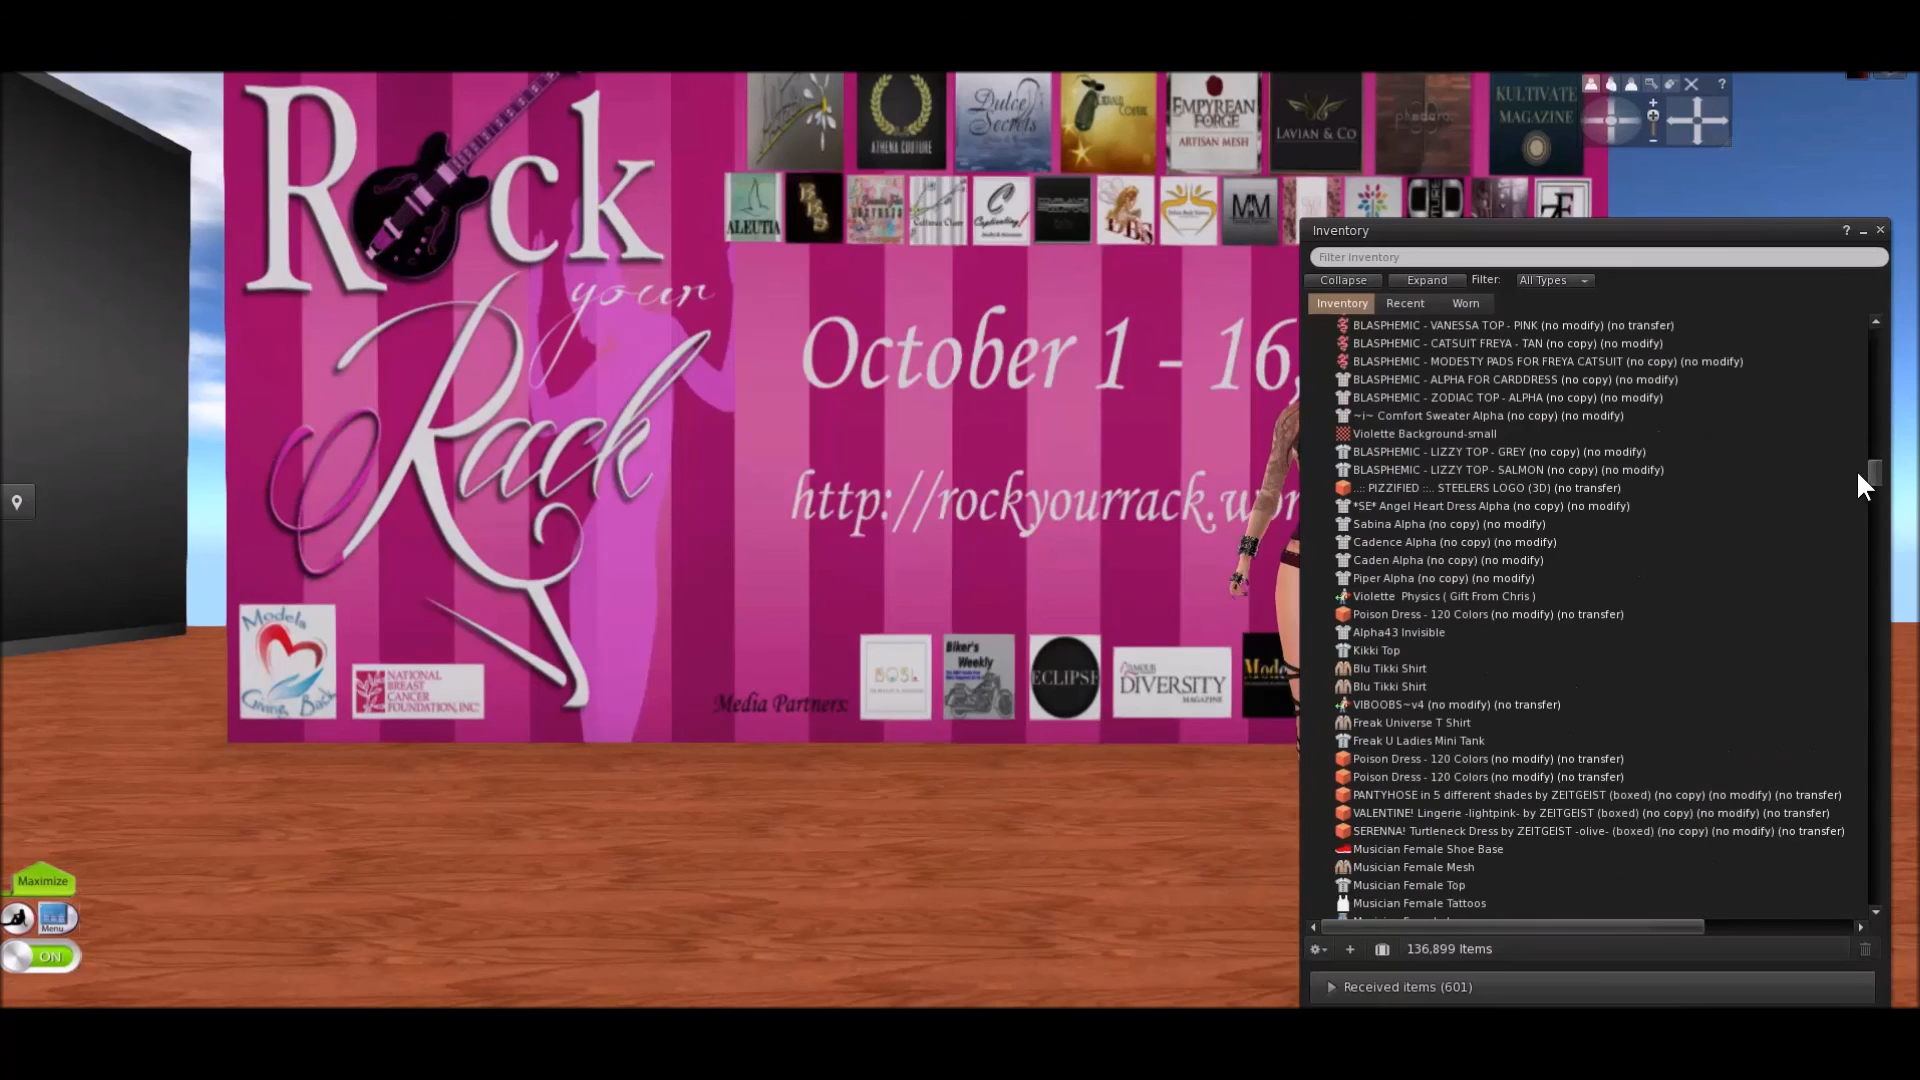 Rock
your
Rack
October 1 - 16,
http://rockyourrack.wor
ATHENA COUTURE
Dulce Secrets
EMPYREAN FORGE
ARTISAN MESH
LAVIAN & CO
phedora
KULTIVATE
MAGAZINE
ALEUTIA
BBS
Captivating!
DBS
MM
Models
Giving Back
NATIONAL
BREAST
CANCER
FOUNDATION, INC
Media Partners:
BOSL
Biker's
Weekly
ECLIPSE
FAMOUS
DIVERSITY
MAGAZINE
Mode
Maximize
Menu
ON
?
Inventory
?
Filter Inventory
Collapse Expand Filter: All Types
Inventory Recent Worn
BLASPHEMIC - VANESSA TOP - PINK (no modify) (no transfer)
BLASPHEMIC - CATSUIT FREYA - TAN (no copy) (no modify)
BLASPHEMIC - MODESTY PADS FOR FREYA CATSUIT (no copy) (no modify)
BLASPHEMIC - ALPHA FOR CARDDRESS (no copy) (no modify)
BLASPHEMIC - ZODIAC TOP - ALPHA (no copy) (no modify)
~i~ Comfort Sweater Alpha (no copy) (no modify)
Violette Background-small
BLASPHEMIC - LIZZY TOP - GREY (no copy) (no modify)
BLASPHEMIC - LIZZY TOP - SALMON (no copy) (no modify)
..:: PIZZIFIED ::.. STEELERS LOGO (3D) (no transfer)
*SE* Angel Heart Dress Alpha (no copy) (no modify)
Sabina Alpha (no copy) (no modify)
Cadence Alpha (no copy) (no modify)
Caden Alpha (no copy) (no modify)
Piper Alpha (no copy) (no modify)
Violette Physics ( Gift From Chris )
Poison Dress - 120 Colors (no modify) (no transfer)
Alpha43 Invisible
Kikki Top
Blu Tikki Shirt
Blu Tikki Shirt
VIBOOBS~v4 (no modify) (no transfer)
Freak Universe T Shirt
Freak U Ladies Mini Tank
Poison Dress - 120 Colors (no modify) (no transfer)
Poison Dress - 120 Colors (no modify) (no transfer)
PANTYHOSE in 5 different shades by ZEITGEIST (boxed) (no copy) (no modify) (no transfer)
VALENTINE! Lingerie -lightpink- by ZEITGEIST (boxed) (no copy) (no modify) (no transfer)
SERENNA! Turtleneck Dress by ZEITGEIST -olive- (boxed) (no copy) (no modify) (no transfer)
Musician Female Shoe Base
Musician Female Mesh
Musician Female Top
Musician Female Tattoos
136,899 Items
Received items (601)